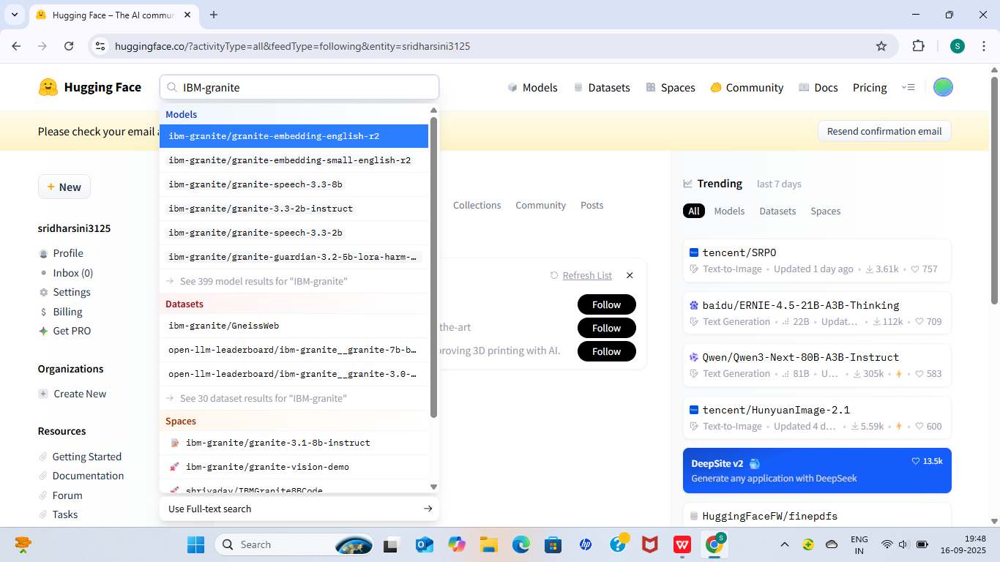 Hugging Face – The AI commun
huggingface.co/?activityType=all&feedType=following&entity=sridharsini3125
S
Hugging Face
IBM-granite
Models
Datasets
Spaces
Community
Docs
Pricing
Please check your email
Resend confirmation email
Models
ibm-granite/granite-embedding-english-r2
ibm-granite/granite-embedding-small-english-r2
ibm-granite/granite-speech-3.3-8b
ibm-granite/granite-3.3-2b-instruct
ibm-granite/granite-speech-3.3-2b
ibm-granite/granite-guardian-3.2-5b-lora-harm-…
See 399 model results for "IBM-granite"
Datasets
ibm-granite/GneissWeb
open-llm-leaderboard/ibm-granite__granite-7b-b…
open-llm-leaderboard/ibm-granite__granite-3.0-…
See 30 dataset results for "IBM-granite"
Spaces
ibm-granite/granite-3.1-8b-instruct
ibm-granite/granite-vision-demo
shriyaday/IBMGranite8BCode
Use Full-text search
+ New
sridharsini3125
Profile
Inbox (0)
Settings
$ Billing
Get PRO
Organizations
+ Create New
Resources
Getting Started
Documentation
Forum
Tasks
Collections
Community
Posts
Refresh List
Follow
the-art
Follow
proving 3D printing with AI.
Follow
Trending
last 7 days
All
Models
Datasets
Spaces
tencent/SRPO
Text-to-Image • Updated 1 day ago • 3.61k • 757
baidu/ERNIE-4.5-21B-A3B-Thinking
Text Generation • 22B • Updat… • 112k • 709
Qwen/Qwen3-Next-80B-A3B-Instruct
Text Generation • 81B • U… • 305k • 583
tencent/HunyuanImage-2.1
Text-to-Image • Updated 4 d… • 5.59k • 600
DeepSite v2
13.5k
Generate any application with DeepSeek
HuggingFaceFW/finepdfs
Search
hp
S
ENG
IN
19:48
16-09-2025